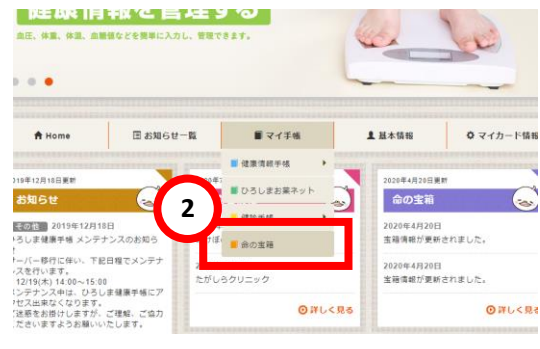 健康情報を管理する
血圧、体重、体温、血糖値などを簡単に入力し、管理できます。
Home
お知らせ一覧
マイ手帳
基本情報
マイカード情報
健康情報手帳
ひろしまお薬ネット
健診手帳
命の宝箱
2
2019年12月18日更新
お知らせ
その他 2019年12月18日
ひろしま健康手帳 メンテナンスのお知らせ
サーバー移行に伴い、下記日程でメンテナンスを行います。
12/19(木) 14:00~15:00
メンテナンス中は、ひろしま健康手帳にア
クセス出来なくなります。
ご迷惑をお掛けしますが、ご理解、ご協力
くださいますようお願いいたします。
たがしらクリニック
詳しく見る
2020年4月20日更新
命の宝箱
2020年4月20日
宝箱情報が更新されました。
2020年4月20日
宝箱情報が更新されました。
詳しく見る